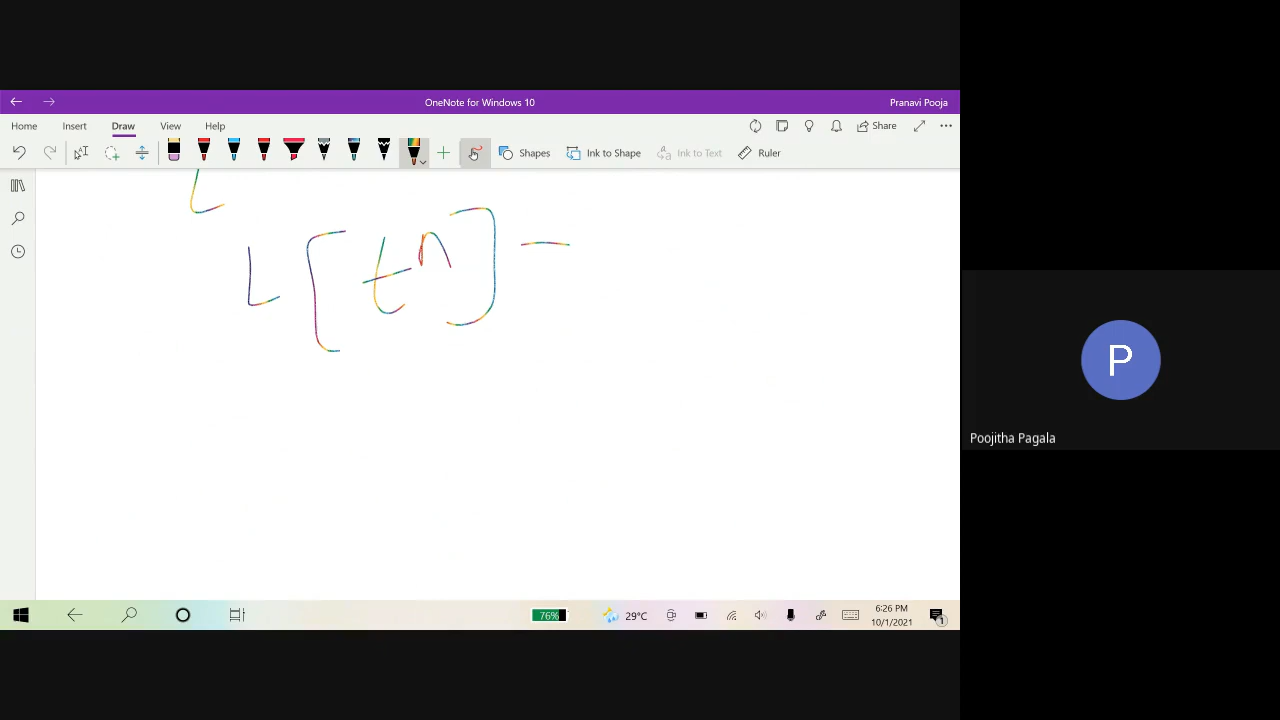 OneNote for Windows 10
Pranavi Pooja
Home Insert Draw View Help Share
Shapes Ink to Shape Ink to Text Ruler
L
L[tⁿ] —
P
Poojitha Pagala
76% 29°C 6:26 PM
10/1/2021
1